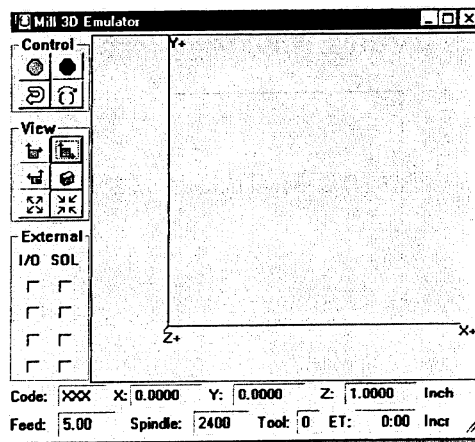 Mill 3D Emulator
Control
View
External
I/O SOL
Y+
Z+
X+
Code: XXX X: 0.0000 Y: 0.0000 Z: 1.0000 Inch
Feed: 5.00 Spindle: 2400 Tool: 0 ET: 0:00 Incr